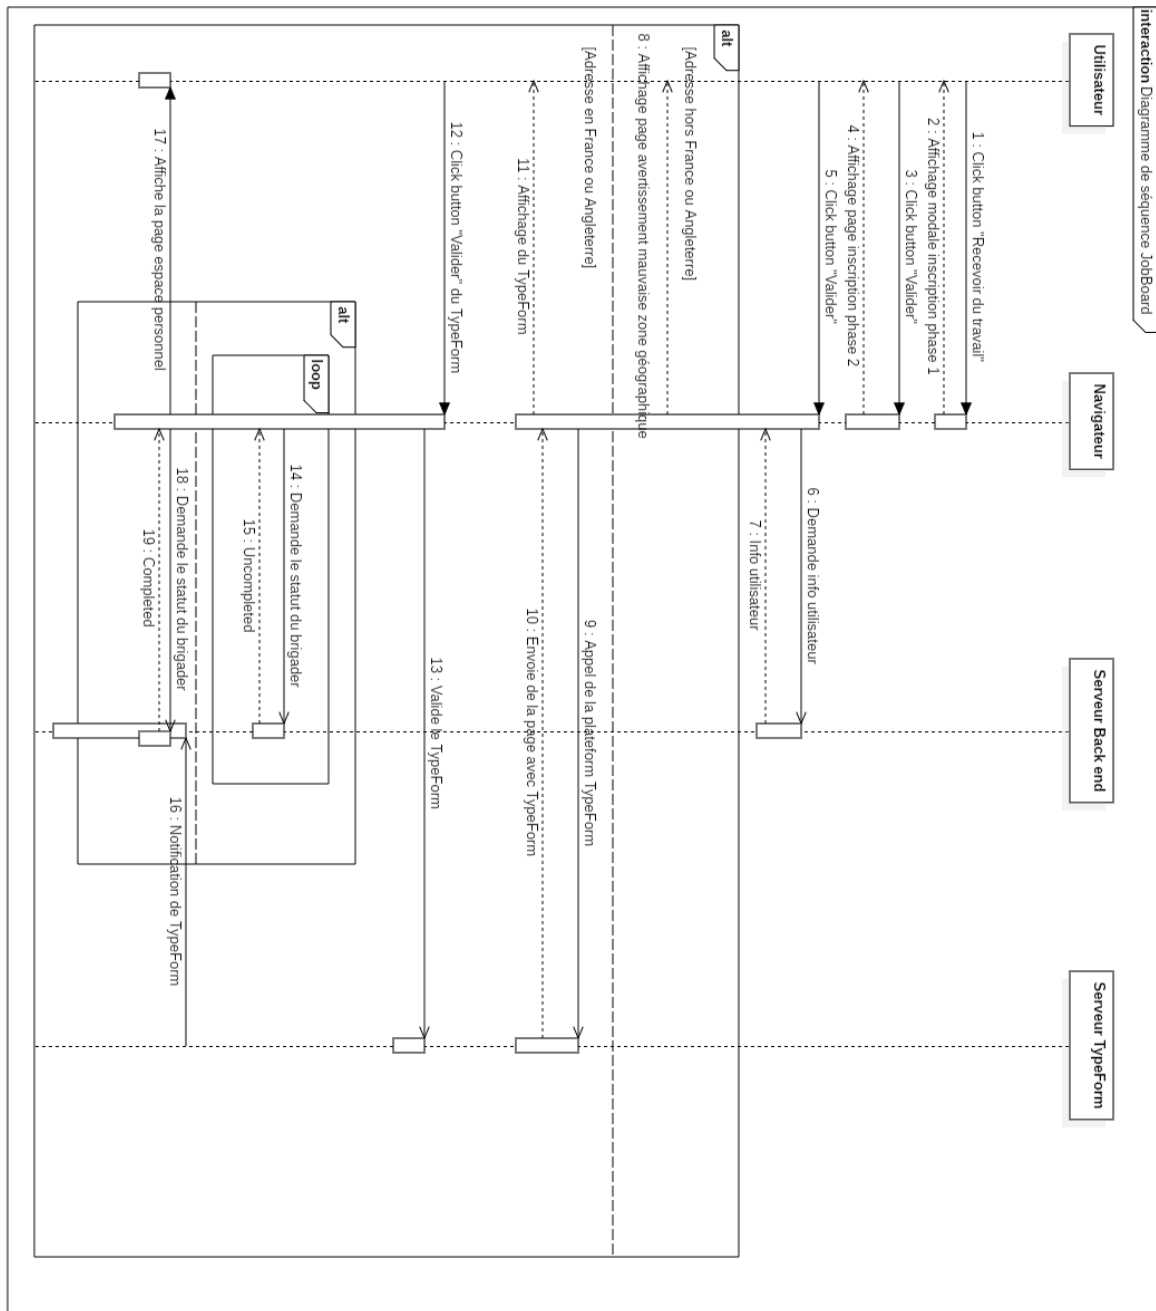 interaction Diagramme de séquence JobBoard
Utilisateur
Navigateur
Serveur Back end
Serveur TypeForm
1 : Click button "Recevoir du travail"
2 : Affichage modale inscription phase 1
3 : Click button "Valider"
4 : Affichage page inscription phase 2
5 : Click button "Valider"
6 : Demande info utilisateur
7 : Info utilisateur
alt
[Adresse hors France ou Angleterre]
8 : Affichage page avertissement mauvaise zone géographique
[Adresse en France ou Angleterre]
9 : Appel de la plateform TypeForm
10 : Envoie de la page avec TypeForm
11 : Affichage du TypeForm
12 : Click button "Valider" du TypeForm
13 : Valide le TypeForm
alt
loop
14 : Demande le statut du brigader
15 : Uncompleted
16 : Notification de TypeForm
17 : Affiche la page espace personnel
18 : Demande le statut du brigader
19 : Completed